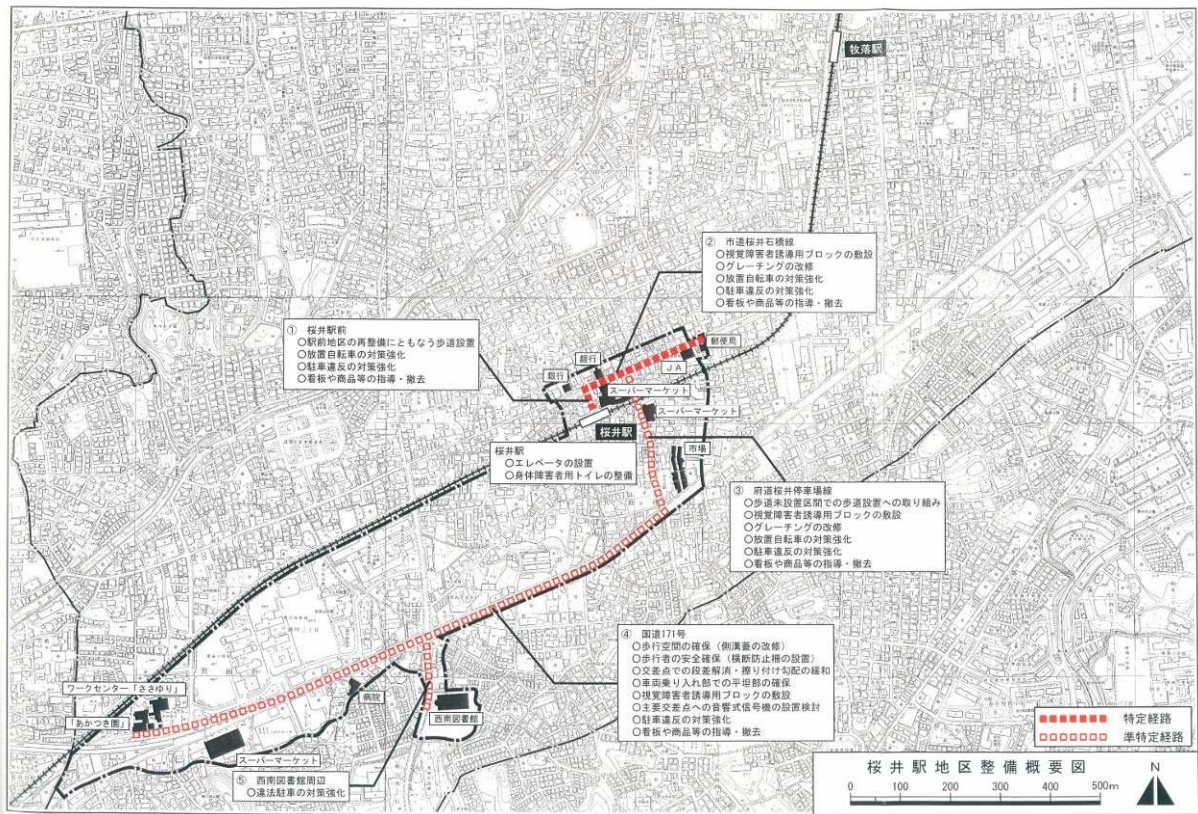 牧落駅
② 市道桜井石橋線
○視覚障害者誘導用ブロックの敷設
○グレーチングの改修
○放置自転車の対策強化
○駐車違反の対策強化
○看板や商品等の指導・撤去
① 桜井駅前
○駅前地区の再整備にともなう歩道設置
○放置自転車の対策強化
○駐車違反の対策強化
○看板や商品等の指導・撤去
郵便局
銀行
JA
銀行
スーパーマーケット
スーパーマーケット
桜井駅
市場
桜井駅
○エレベータの設置
○身体障害者用トイレの整備
③ 府道桜井停車場線
○歩道未設置区間での歩道設置への取り組み
○視覚障害者誘導用ブロックの敷設
○グレーチングの改修
○放置自転車の対策強化
○駐車違反の対策強化
○看板や商品等の指導・撤去
④ 国道171号
○歩行空間の確保(側溝蓋の改修)
○歩行者の安全確保(横断防止柵の設置)
○交差点での段差解消・擦り付け勾配の緩和
○車両乗り入れ部での平坦部の確保
○視覚障害者誘導用ブロックの敷設
○主要交差点への音響式信号機の設置検討
○駐車違反の対策強化
○看板や商品等の指導・撤去
ワークセンター「ささゆり」
「あかつき園」
病院
西南図書館
スーパーマーケット
⑤ 西南図書館周辺
○違法駐車の対策強化
特定経路
準特定経路
桜井駅地区整備概要図
0 100 200 300 400 500m
N